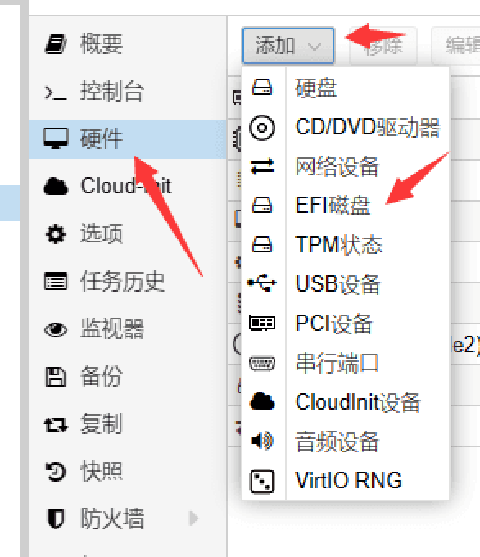 概要
控制台
硬件
Cloud-Init
选项
任务历史
监视器
备份
复制
快照
防火墙
添加
移除
编辑
硬盘
CD/DVD驱动器
网络设备
EFI磁盘
TPM状态
USB设备
PCI设备
串行端口
CloudInit设备
音频设备
VirtIO RNG
e2)